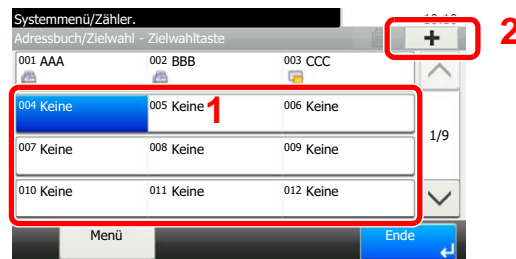 Systemmenü/Zähler.
Adressbuch/Zielwahl - Zielwahltaste
+
2
001 AAA
002 BBB
003 CCC
004 Keine
005 Keine
1
006 Keine
1/9
007 Keine
008 Keine
009 Keine
010 Keine
011 Keine
012 Keine
Menü
Ende